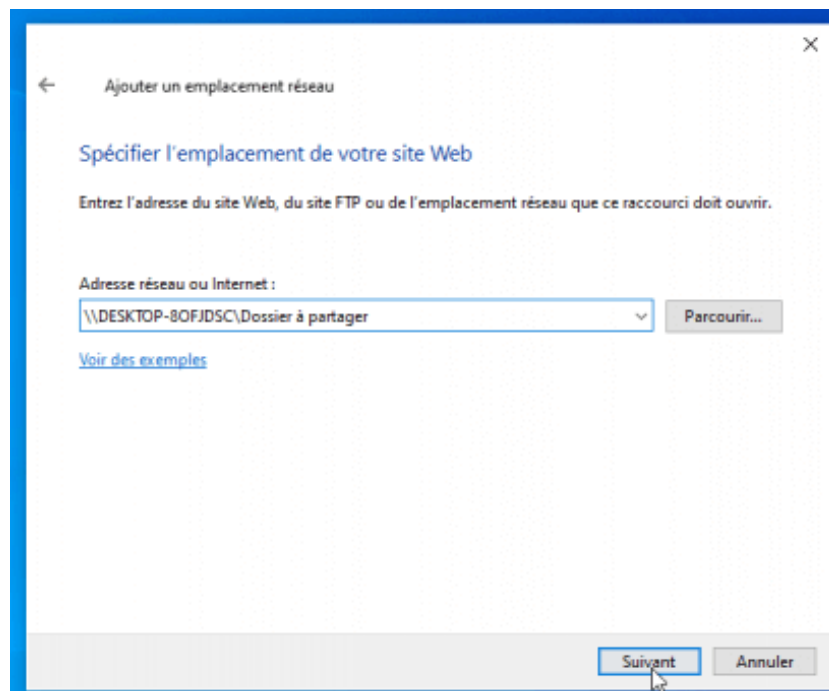 Ajouter un emplacement réseau
Spécifier l'emplacement de votre site Web
Entrez l'adresse du site Web, du site FTP ou de l'emplacement réseau que ce raccourci doit ouvrir.
Adresse réseau ou Internet :
\\DESKTOP-8OFJDSC\Dossier à partager
Parcourir...
Voir des exemples
Suivant Annuler